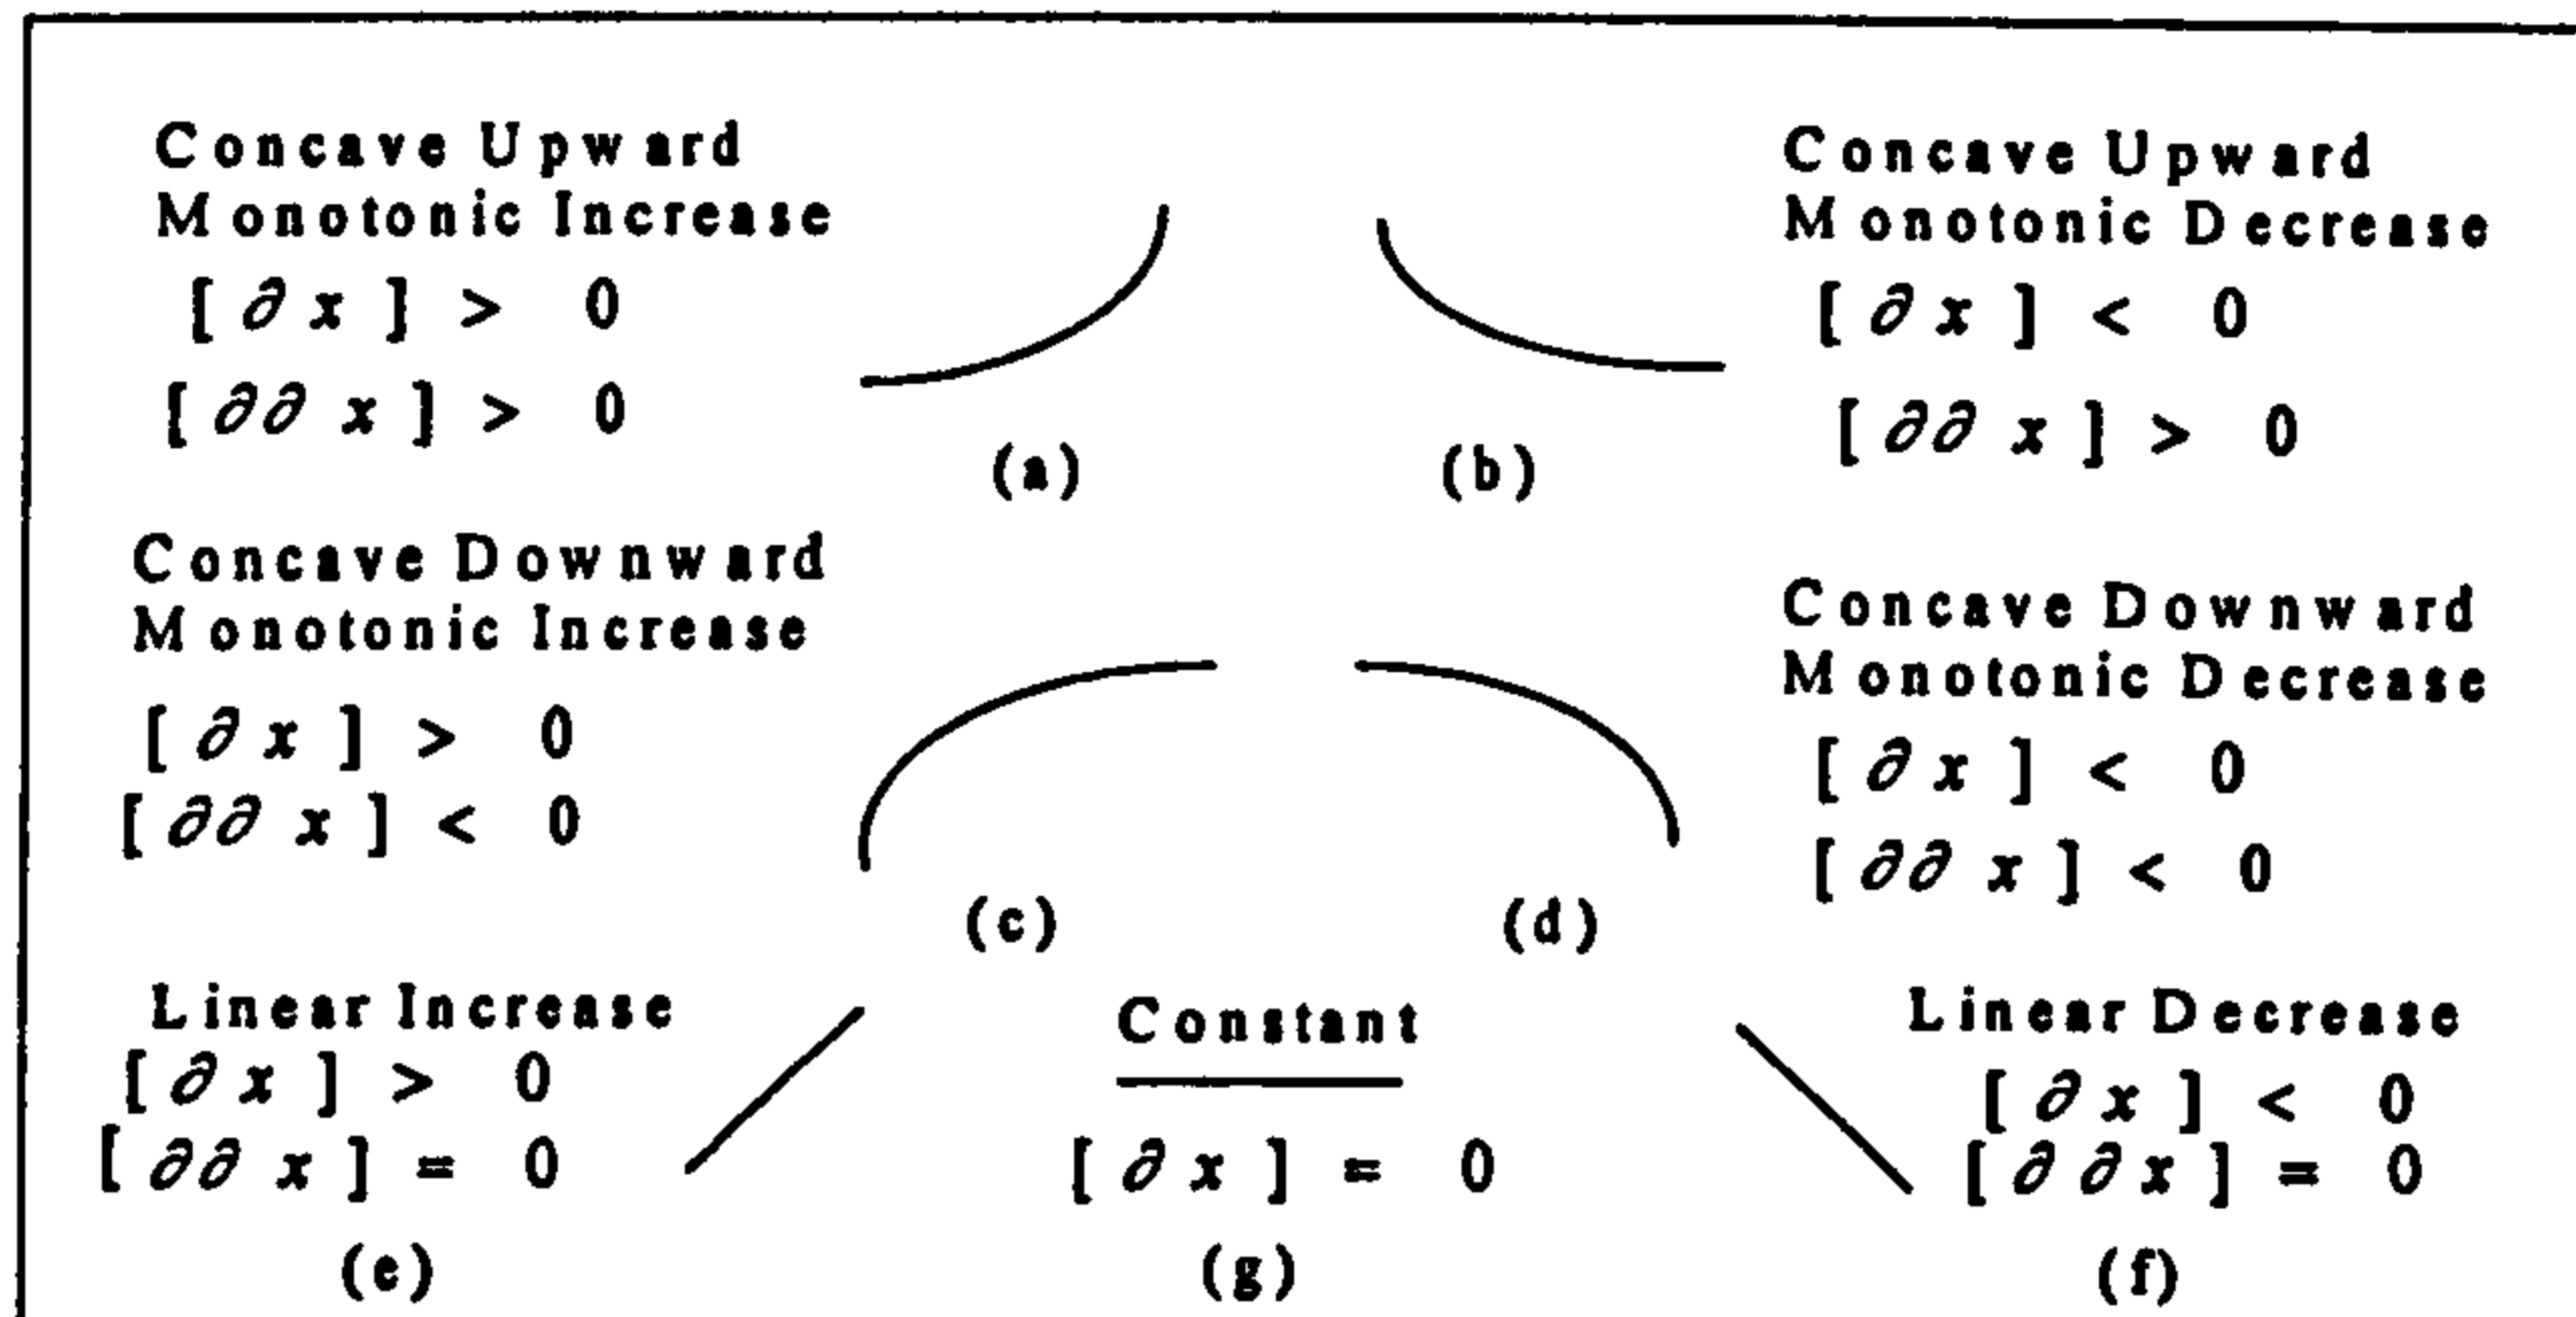 Concave Upward
Monotonic Increase
[ ∂ x ] > 0
[ ∂∂ x ] > 0
(a)
Concave Upward
Monotonic Decrease
[ ∂ x ] < 0
[ ∂∂ x ] > 0
(b)
Concave Downward
Monotonic Increase
[ ∂ x ] > 0
[ ∂∂ x ] < 0
(c)
Concave Downward
Monotonic Decrease
[ ∂ x ] < 0
[ ∂∂ x ] < 0
(d)
Linear Increase
[ ∂ x ] > 0
[ ∂∂ x ] = 0
(e)
Constant
[ ∂ x ] = 0
(g)
Linear Decrease
[ ∂ x ] < 0
[ ∂ ∂ x ] = 0
(f)